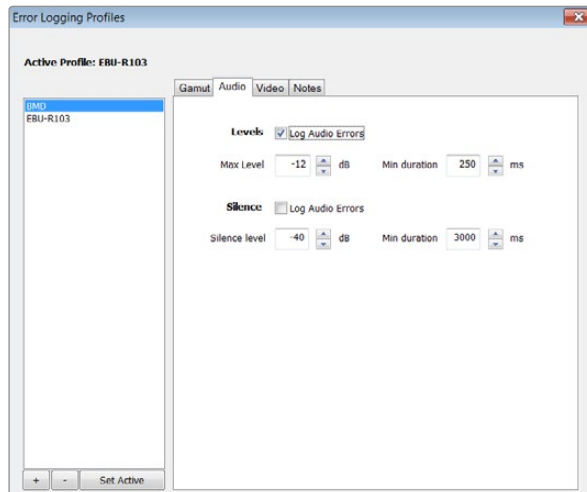 Error Logging Profiles
Active Profile: EBU-R103
Gamut Audio Video Notes
BMD
EBU-R103
Levels Log Audio Errors
Max Level -12 dB Min duration 250 ms
Silence Log Audio Errors
Silence level -40 dB Min duration 3000 ms
+ - Set Active